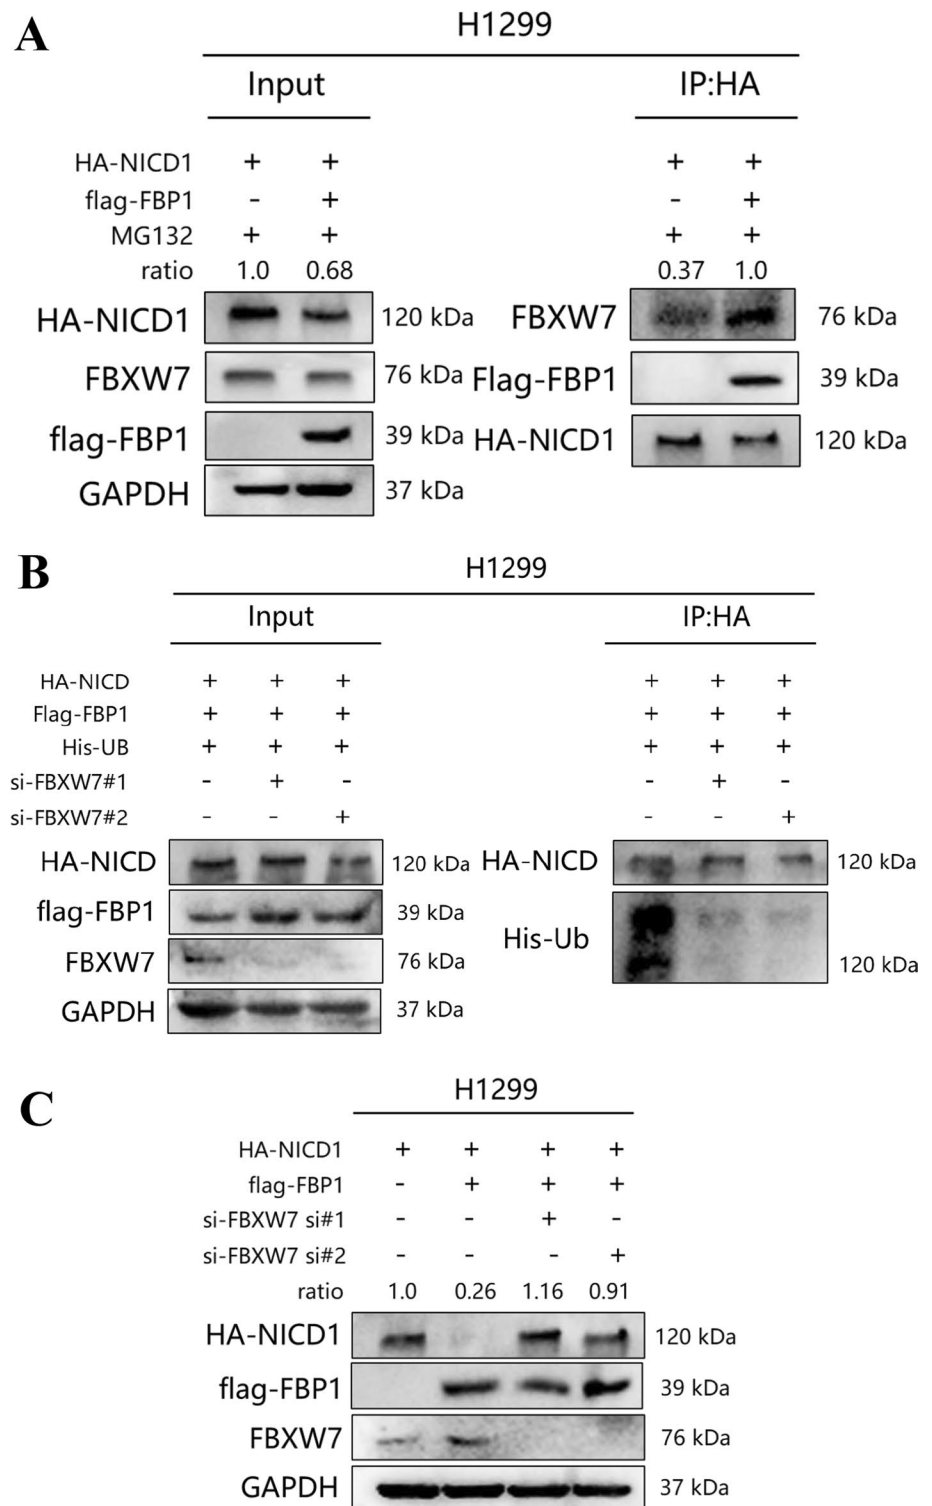 A
H1299
Input IP:HA
HA-NICD1 + + + +
flag-FBP1 - + - +
MG132 + + + +
ratio 1.0 0.68 0.37 1.0
HA-NICD1 120 kDa FBXW7 76 kDa
FBXW7 76 kDa Flag-FBP1 39 kDa
flag-FBP1 39 kDa HA-NICD1 120 kDa
GAPDH 37 kDa
B
H1299
Input IP:HA
HA-NICD + + + + + +
Flag-FBP1 + + + + + +
His-UB + + + + + +
si-FBXW7#1 - + - - + -
si-FBXW7#2 - - + - - +
HA-NICD 120 kDa HA-NICD 120 kDa
flag-FBP1 39 kDa
His-Ub
FBXW7 76 kDa 120 kDa
GAPDH 37 kDa
C
H1299
HA-NICD1 + + + +
flag-FBP1 - + + +
si-FBXW7 si#1 - - + -
si-FBXW7 si#2 - - - +
ratio 1.0 0.26 1.16 0.91
HA-NICD1 120 kDa
flag-FBP1 39 kDa
FBXW7 76 kDa
GAPDH 37 kDa